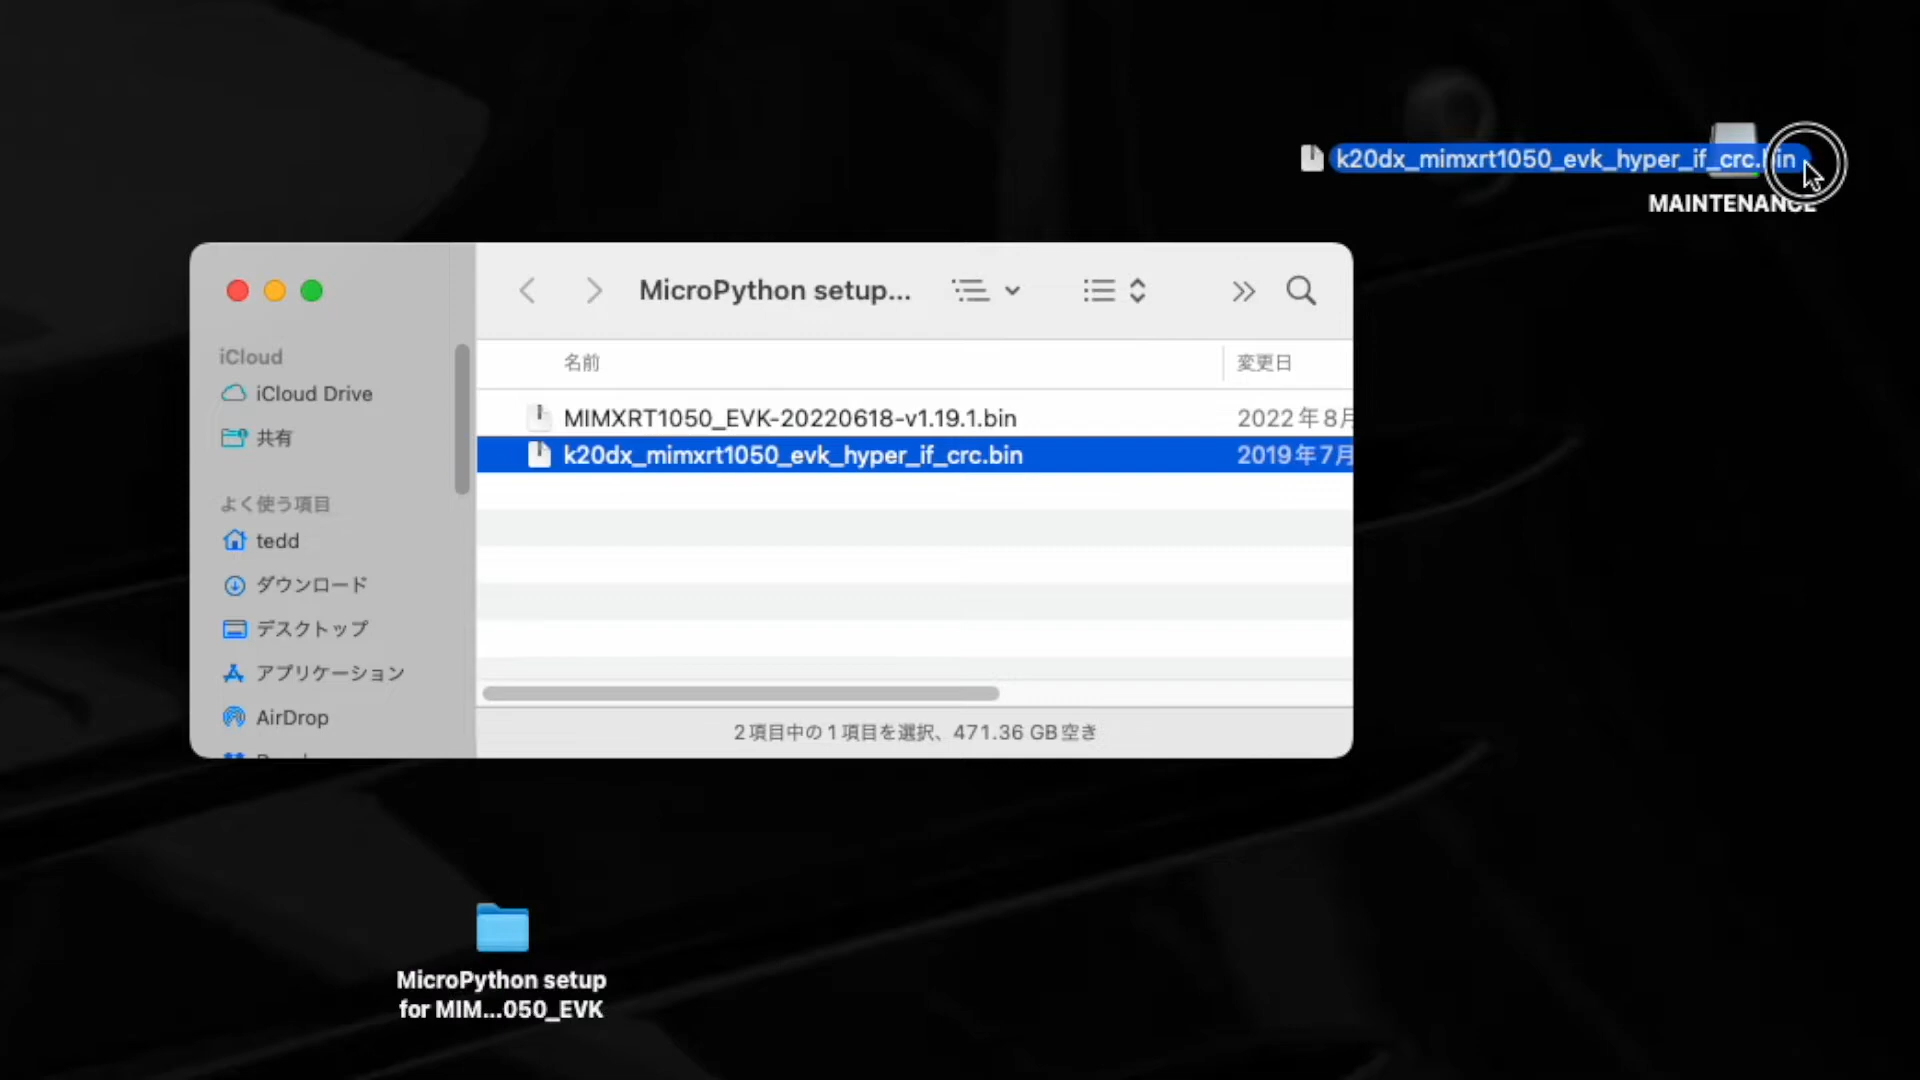 k20dx_mimxrt1050_evk_hyper_if_crc.bin
MAINTENANCE
MicroPython setup...
iCloud
iCloud Drive
共有
よく使う項目
tedd
ダウンロード
デスクトップ
アプリケーション
AirDrop
名前
変更日
MIMXRT1050_EVK-20220618-v1.19.1.bin
2022年8月
k20dx_mimxrt1050_evk_hyper_if_crc.bin
2019年7月
2項目中の1項目を選択、471.36 GB空き
MicroPython setup
for MIM...050_EVK